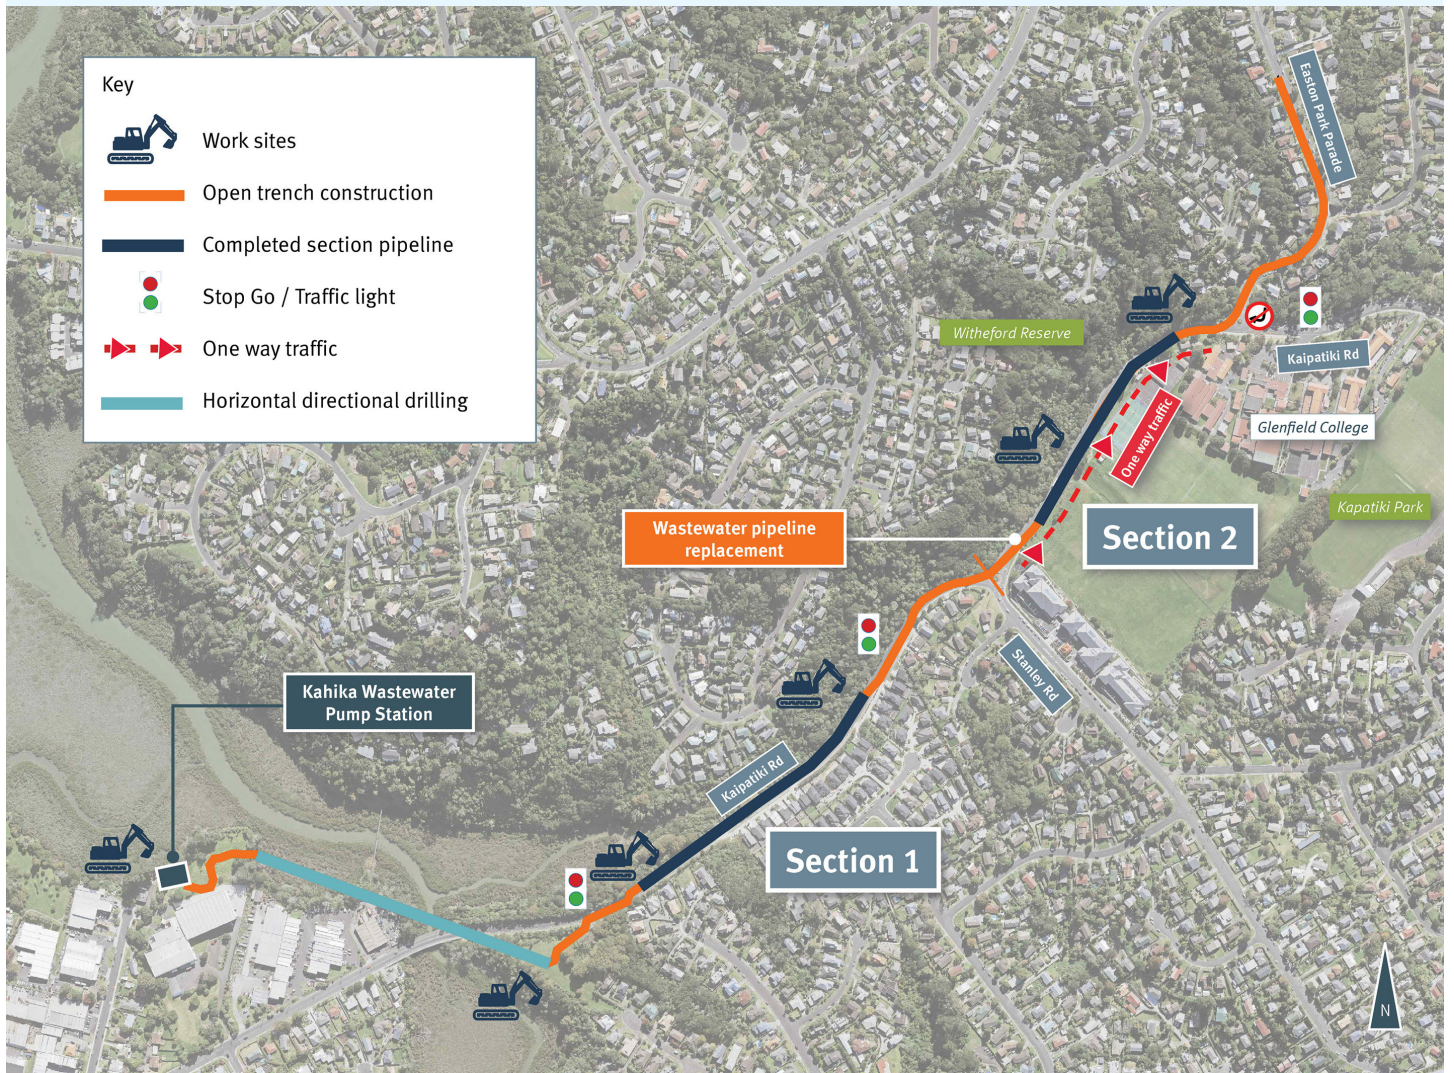 Key
Work sites
Open trench construction
Completed section pipeline
Stop Go / Traffic light
One way traffic
Horizontal directional drilling
Easton Park Parade
Witheford Reserve
Kaipatiki Rd
Glenfield College
One way traffic
Kapatiki Park
Wastewater pipeline
replacement
Section 2
Stanley Rd
Kahika Wastewater
Pump Station
Kaipatiki Rd
Section 1
N